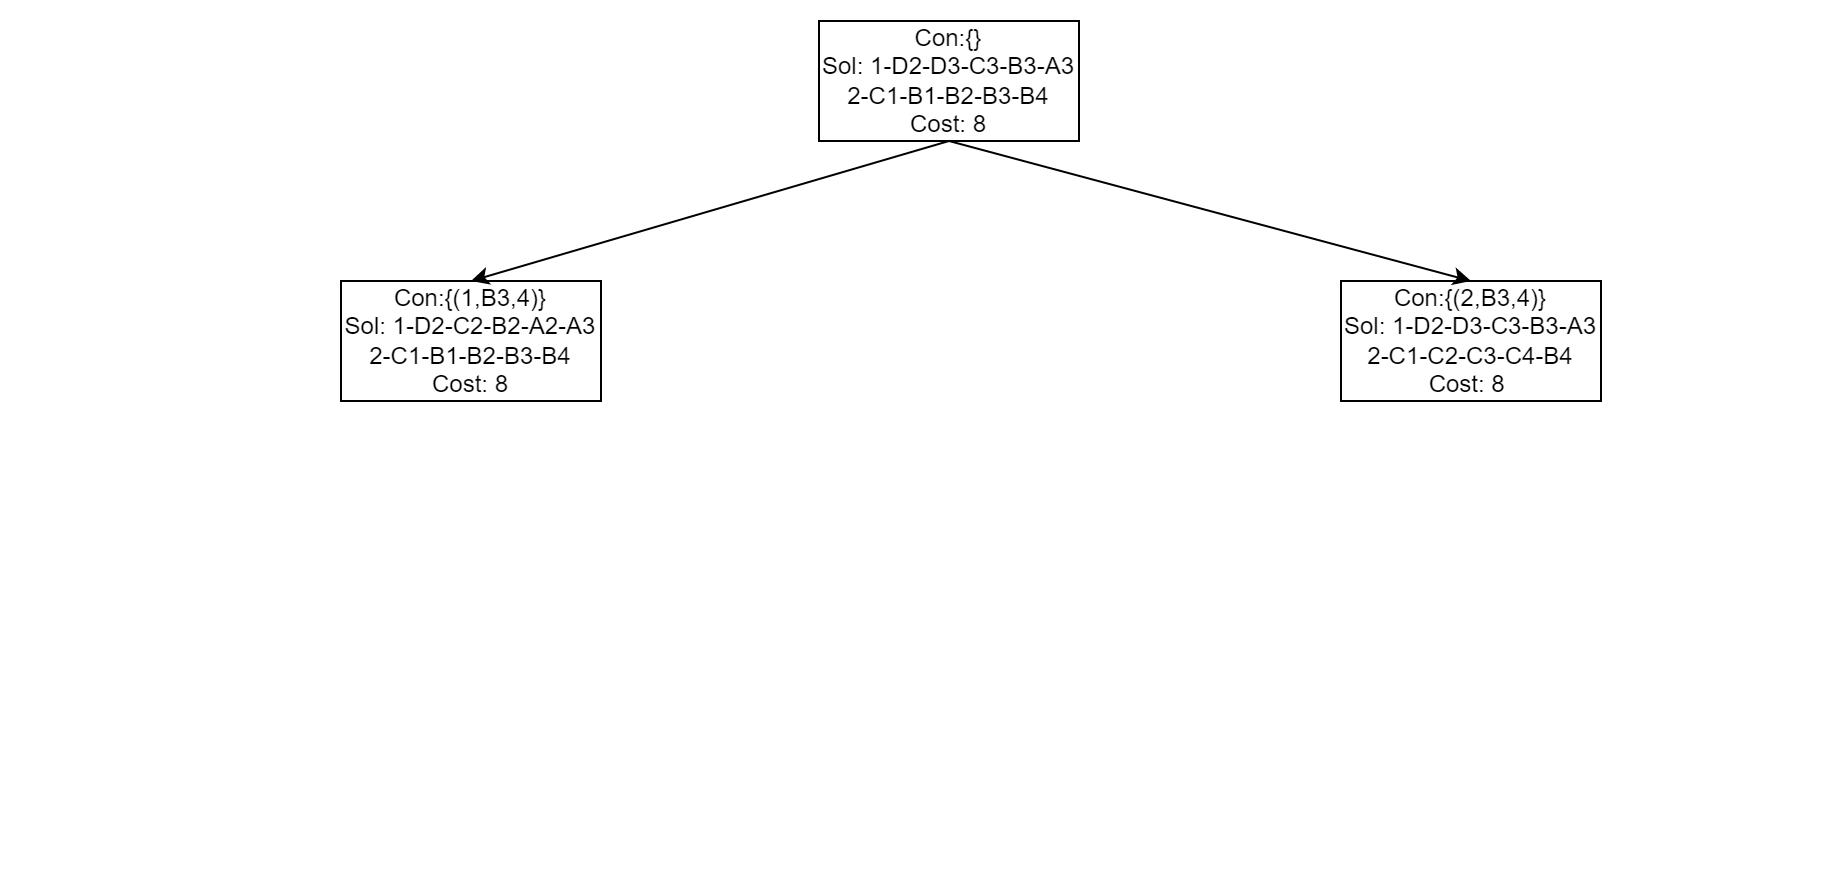 Con:{}
Sol: 1-D2-D3-C3-B3-A3
2-C1-B1-B2-B3-B4
Cost: 8
Con:{(1,B3,4)}
Sol: 1-D2-C2-B2-A2-A3
2-C1-B1-B2-B3-B4
Cost: 8
Con:{(2,B3,4)}
Sol: 1-D2-D3-C3-B3-A3
2-C1-C2-C3-C4-B4
Cost: 8